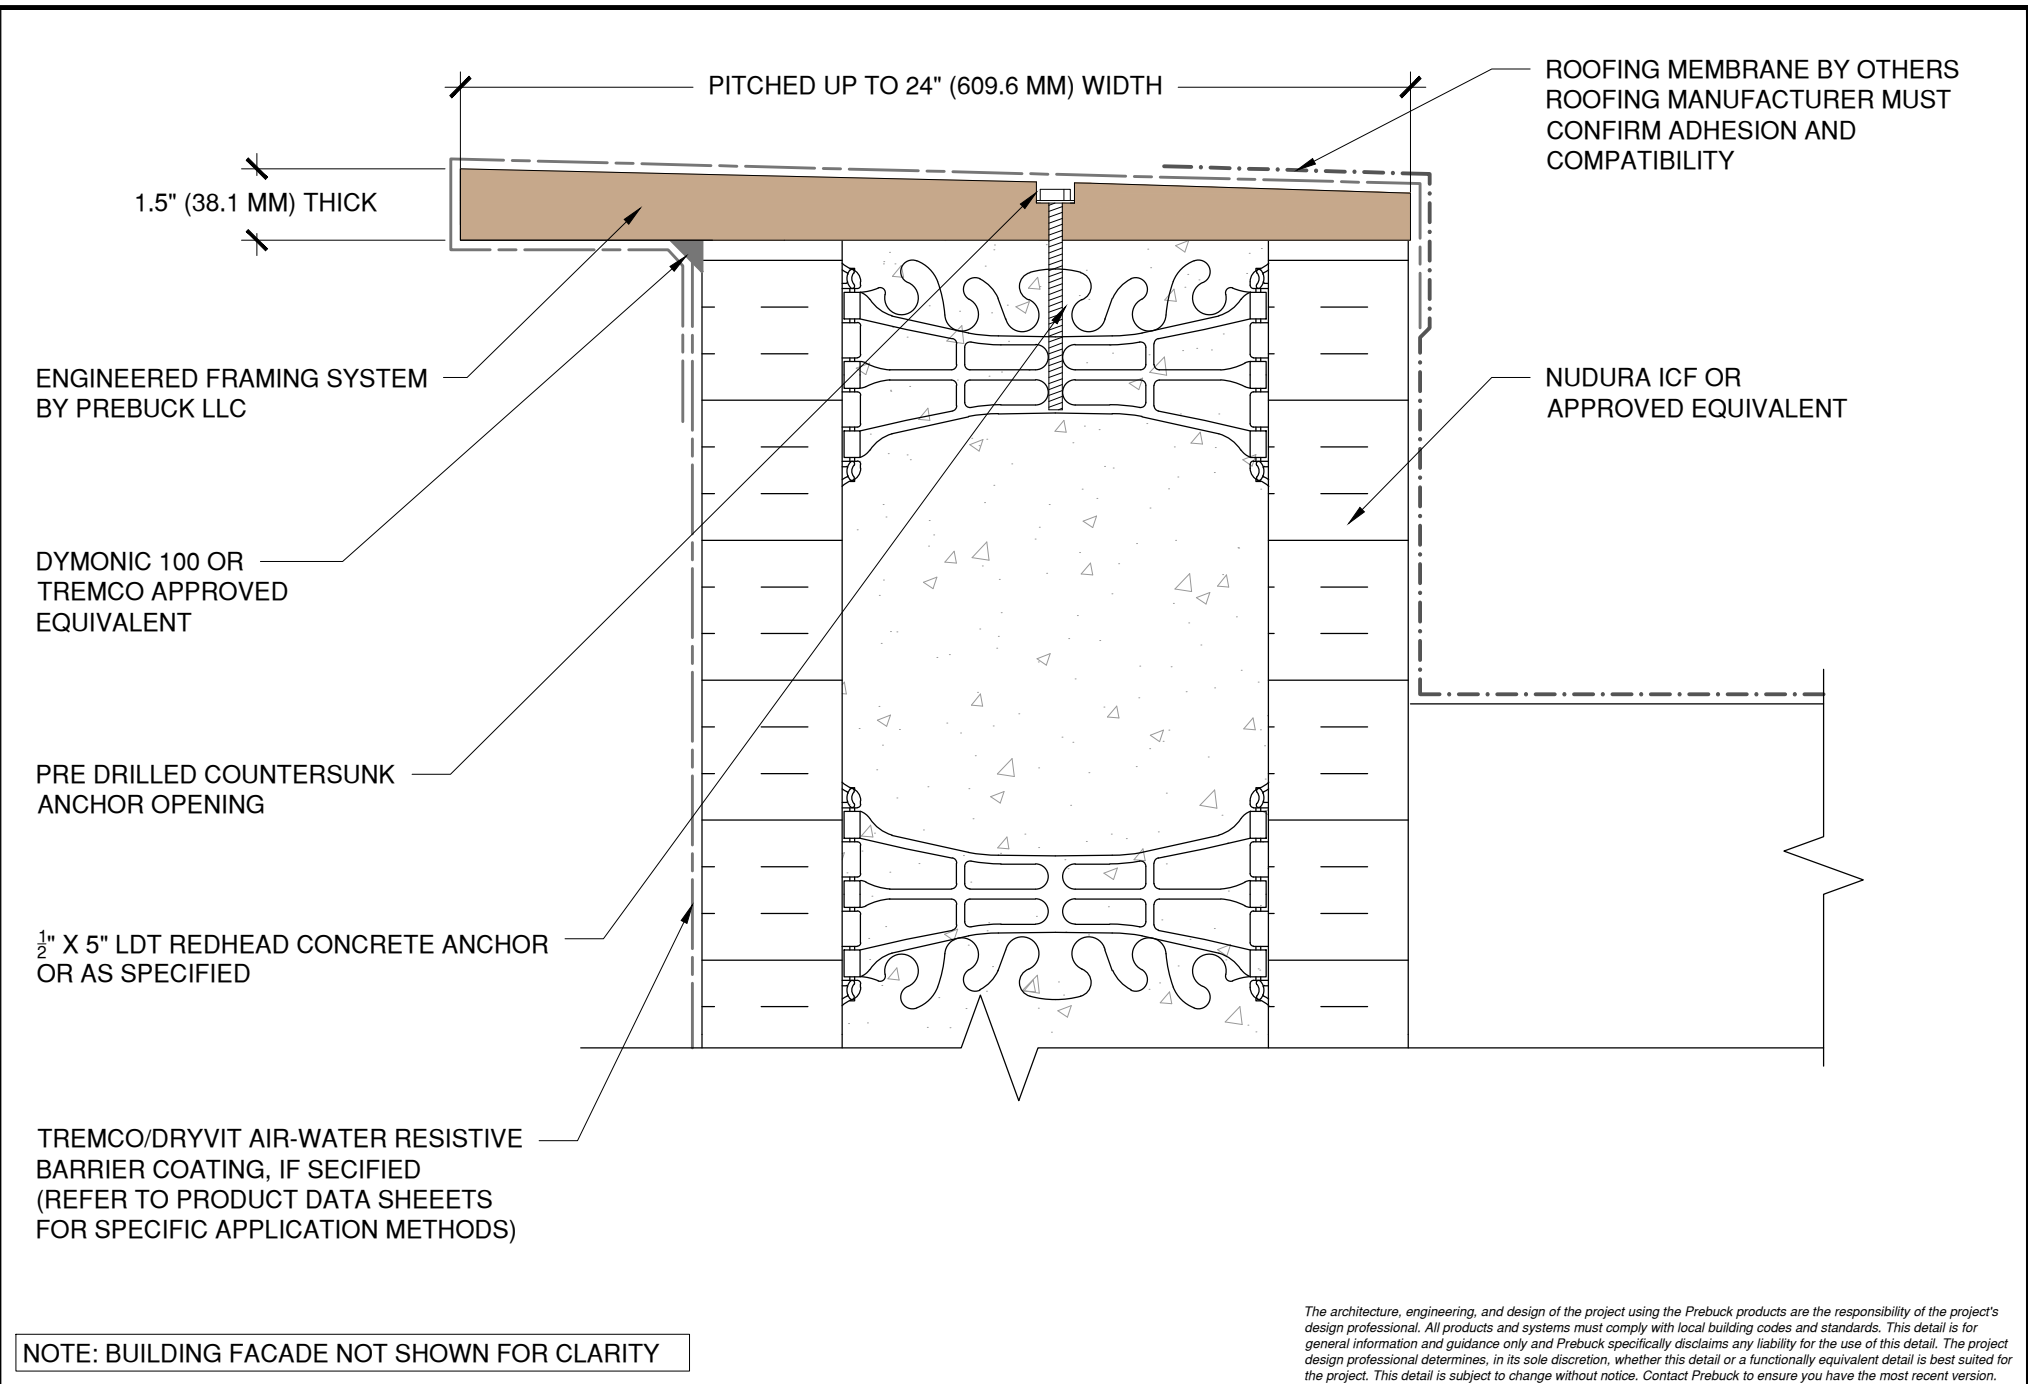 PITCHED UP TO 24" (609.6 MM) WIDTH
ROOFING MEMBRANE BY OTHERS
ROOFING MANUFACTURER MUST
CONFIRM ADHESION AND
COMPATIBILITY
1.5" (38.1 MM) THICK
ENGINEERED FRAMING SYSTEM
BY PREBUCK LLC
NUDURA ICF OR
APPROVED EQUIVALENT
DYMONIC 100 OR
TREMCO APPROVED
EQUIVALENT
PRE DRILLED COUNTERSUNK
ANCHOR OPENING
1/2" X 5" LDT REDHEAD CONCRETE ANCHOR
OR AS SPECIFIED
TREMCO/DRYVIT AIR-WATER RESISTIVE
BARRIER COATING, IF SECIFIED
(REFER TO PRODUCT DATA SHEEETS
FOR SPECIFIC APPLICATION METHODS)
NOTE: BUILDING FACADE NOT SHOWN FOR CLARITY
The architecture, engineering, and design of the project using the Prebuck products are the responsibility of the project's
design professional. All products and systems must comply with local building codes and standards. This detail is for
general information and guidance only and Prebuck specifically disclaims any liability for the use of this detail. The project
design professional determines, in its sole discretion, whether this detail or a functionally equivalent detail is best suited for
the project. This detail is subject to change without notice. Contact Prebuck to ensure you have the most recent version.